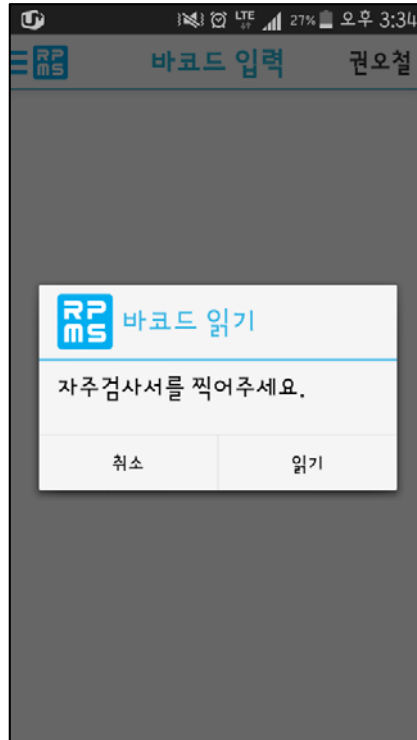 LTE 27% 오후 3:34
RP
MS 바코드 입력 권오철
RP
MS 바코드 읽기
자주검사서를 찍어주세요.
취소 읽기